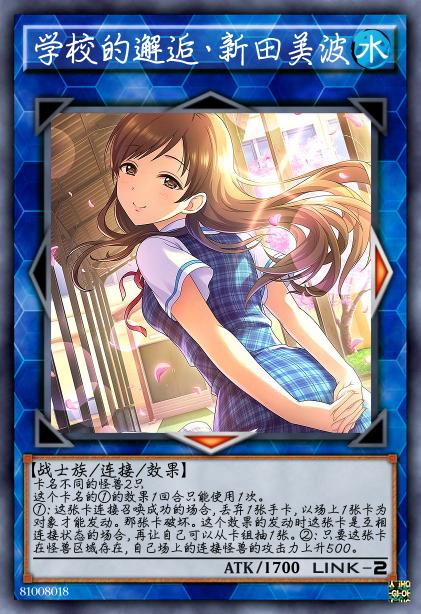 学校的邂逅·新田美波
水
【战士族/连接/效果】
卡名不同的怪兽2只
这个卡名的①的效果1回合只能使用1次。
①:这张卡连接召唤成功的场合,丢弃1张手卡,以场上1张卡为
对象才能发动。那张卡破坏。这个效果的发动时这张卡是互相
连接状态的场合,再让自己可以从卡组抽1张。②:只要这张卡
在怪兽区域存在,自己场上的连接怪兽的攻击力上升500。
ATK/1700 LINK-2
81008018